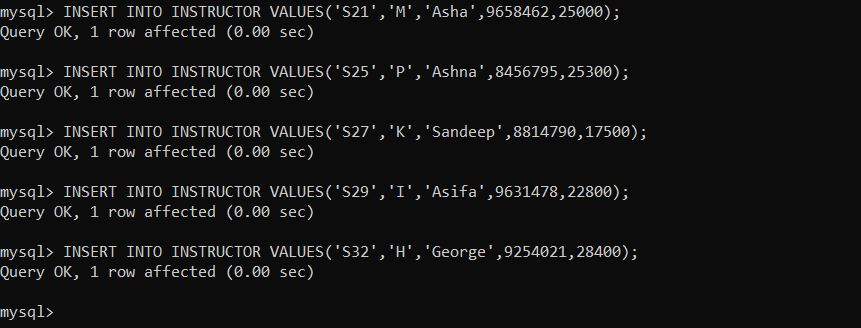 mysql> INSERT INTO INSTRUCTOR VALUES('S21','M','Asha',9658462,25000);
Query OK, 1 row affected (0.00 sec)
mysql> INSERT INTO INSTRUCTOR VALUES('S25','P','Ashna',8456795,25300);
Query OK, 1 row affected (0.00 sec)
mysql> INSERT INTO INSTRUCTOR VALUES('S27','K','Sandeep',8814790,17500);
Query OK, 1 row affected (0.00 sec)
mysql> INSERT INTO INSTRUCTOR VALUES('S29','I','Asifa',9631478,22800);
Query OK, 1 row affected (0.00 sec)
mysql> INSERT INTO INSTRUCTOR VALUES('S32','H','George',9254021,28400);
Query OK, 1 row affected (0.00 sec)
mysql>